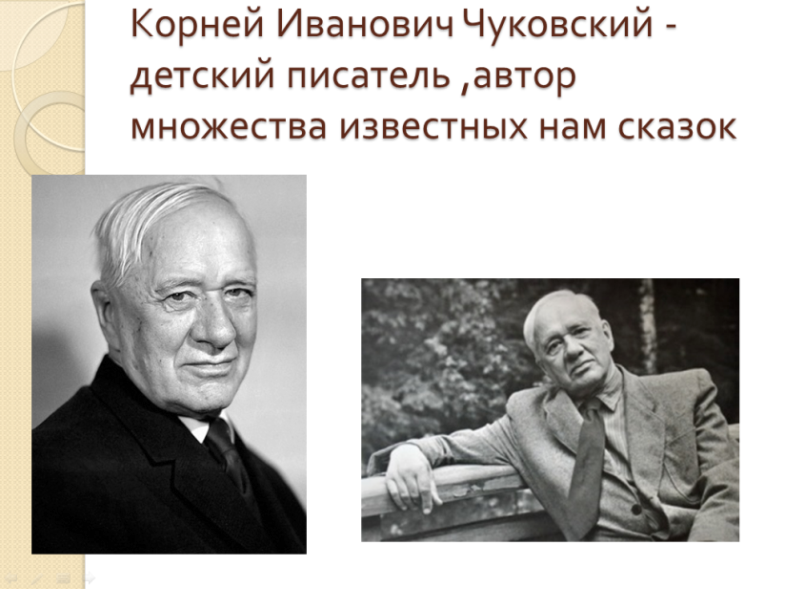 Корней Иванович Чуковский -
детский писатель ,автор
множества известных нам сказок